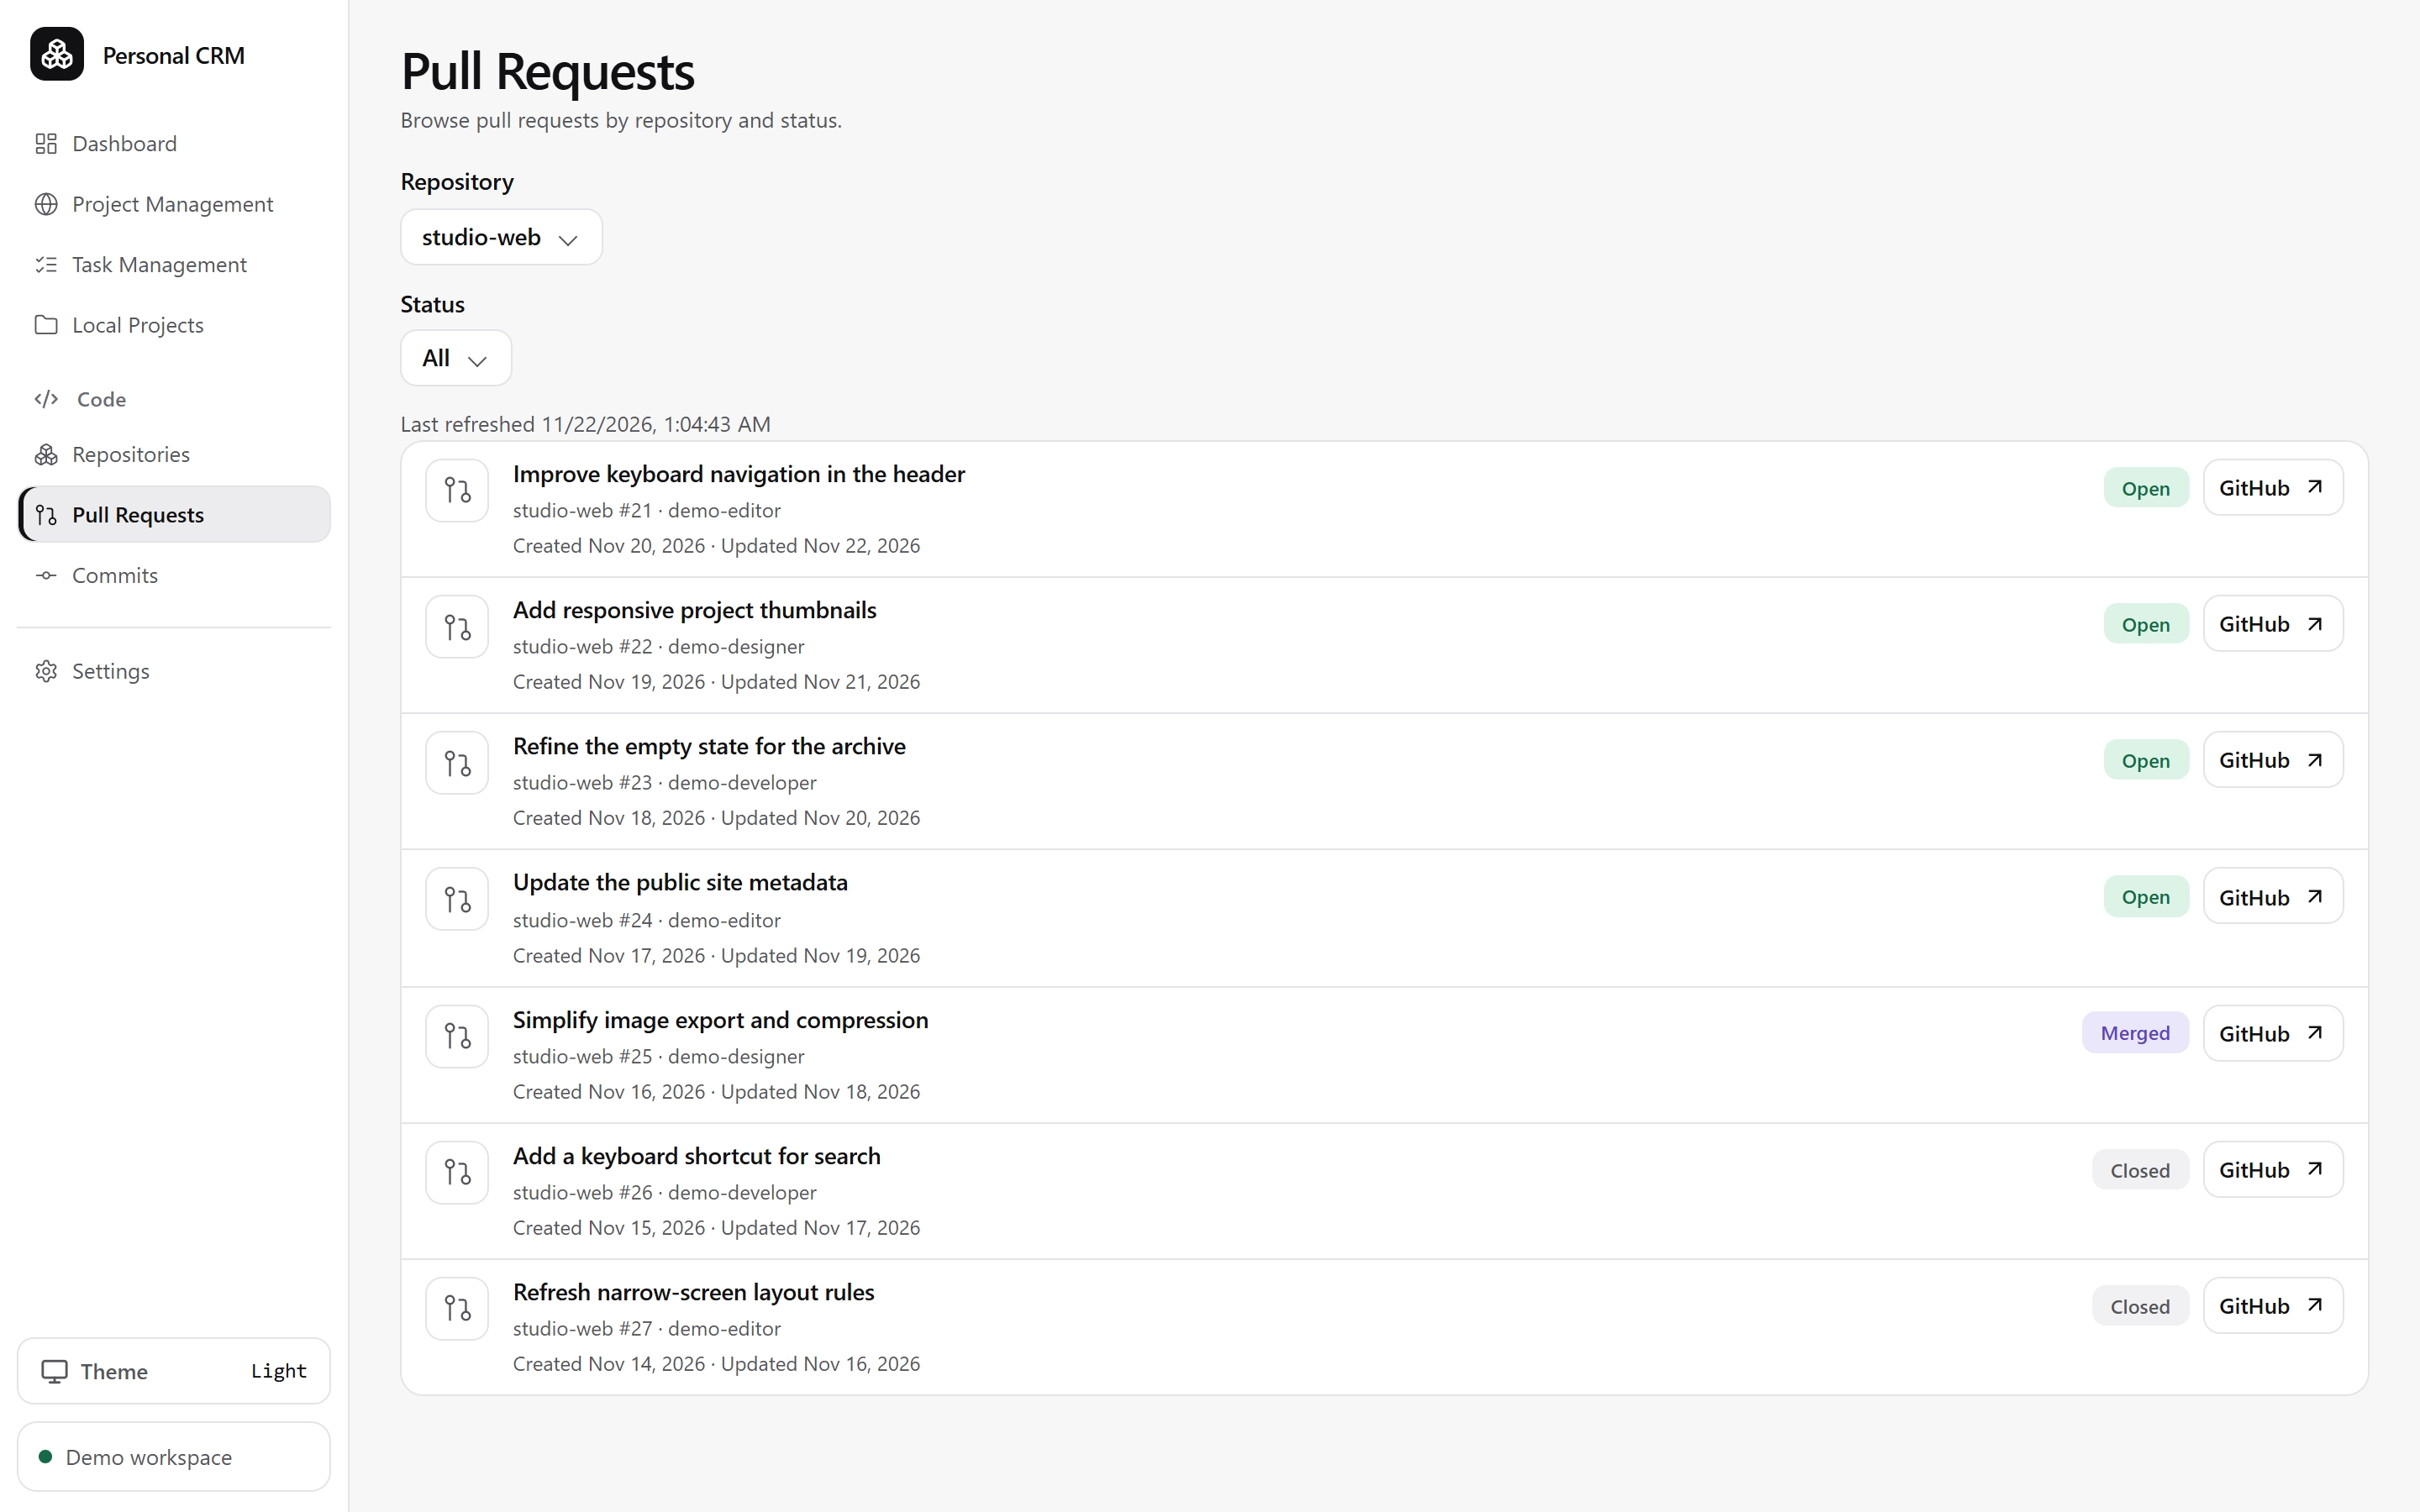 Personal CRM
Dashboard
Project Management
Task Management
Local Projects
Code
Repositories
Pull Requests
Commits
Settings
Theme Light
Demo workspace
Pull Requests
Browse pull requests by repository and status.
Repository
studio-web
Status
All
Last refreshed 11/22/2026, 1:04:43 AM
Improve keyboard navigation in the header
studio-web #21 · demo-editor
Created Nov 20, 2026 · Updated Nov 22, 2026
Open GitHub
Add responsive project thumbnails
studio-web #22 · demo-designer
Created Nov 19, 2026 · Updated Nov 21, 2026
Open GitHub
Refine the empty state for the archive
studio-web #23 · demo-developer
Created Nov 18, 2026 · Updated Nov 20, 2026
Open GitHub
Update the public site metadata
studio-web #24 · demo-editor
Created Nov 17, 2026 · Updated Nov 19, 2026
Open GitHub
Simplify image export and compression
studio-web #25 · demo-designer
Created Nov 16, 2026 · Updated Nov 18, 2026
Merged GitHub
Add a keyboard shortcut for search
studio-web #26 · demo-developer
Created Nov 15, 2026 · Updated Nov 17, 2026
Closed GitHub
Refresh narrow-screen layout rules
studio-web #27 · demo-editor
Created Nov 14, 2026 · Updated Nov 16, 2026
Closed GitHub